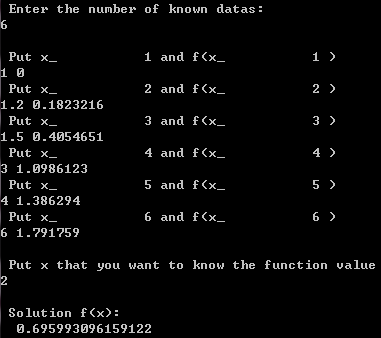 Enter the number of known datas:
6
Put x_ 1 and f(x_ 1 )
1 0
Put x_ 2 and f(x_ 2 )
1.2 0.1823216
Put x_ 3 and f(x_ 3 )
1.5 0.4054651
Put x_ 4 and f(x_ 4 )
3 1.0986123
Put x_ 5 and f(x_ 5 )
4 1.386294
Put x_ 6 and f(x_ 6 )
6 1.791759
Put x that you want to know the function value
2
Solution f(x):
0.695993096159122